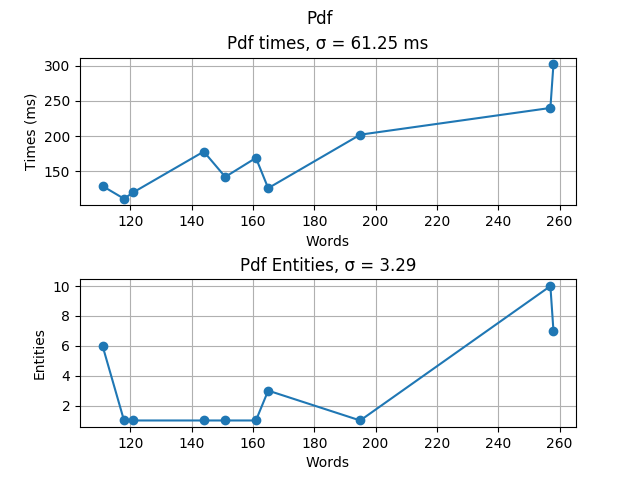 Pdf
Pdf times, σ = 61.25 ms
300
250
200
150
Times (ms)
120 140 160 180 200 220 240 260
Words
Pdf Entities, σ = 3.29
10
8
6
4
2
Entities
120 140 160 180 200 220 240 260
Words